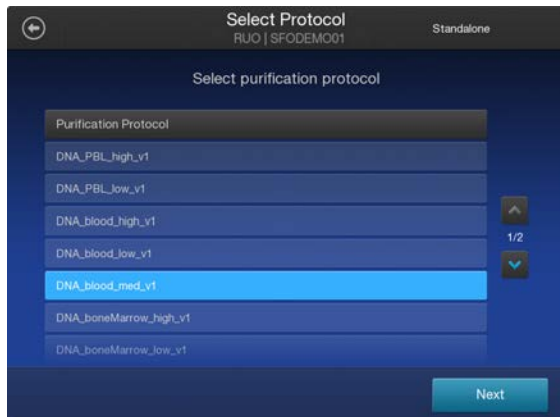 Select Protocol
RUO | SFODEMO01
Standalone
Select purification protocol
Purification Protocol
DNA_PBL_high_v1
DNA_PBL_low_v1
DNA_blood_high_v1
DNA_blood_low_v1
1/2
DNA_blood_med_v1
DNA_boneMarrow_high_v1
DNA_boneMarrow_low_v1
Next